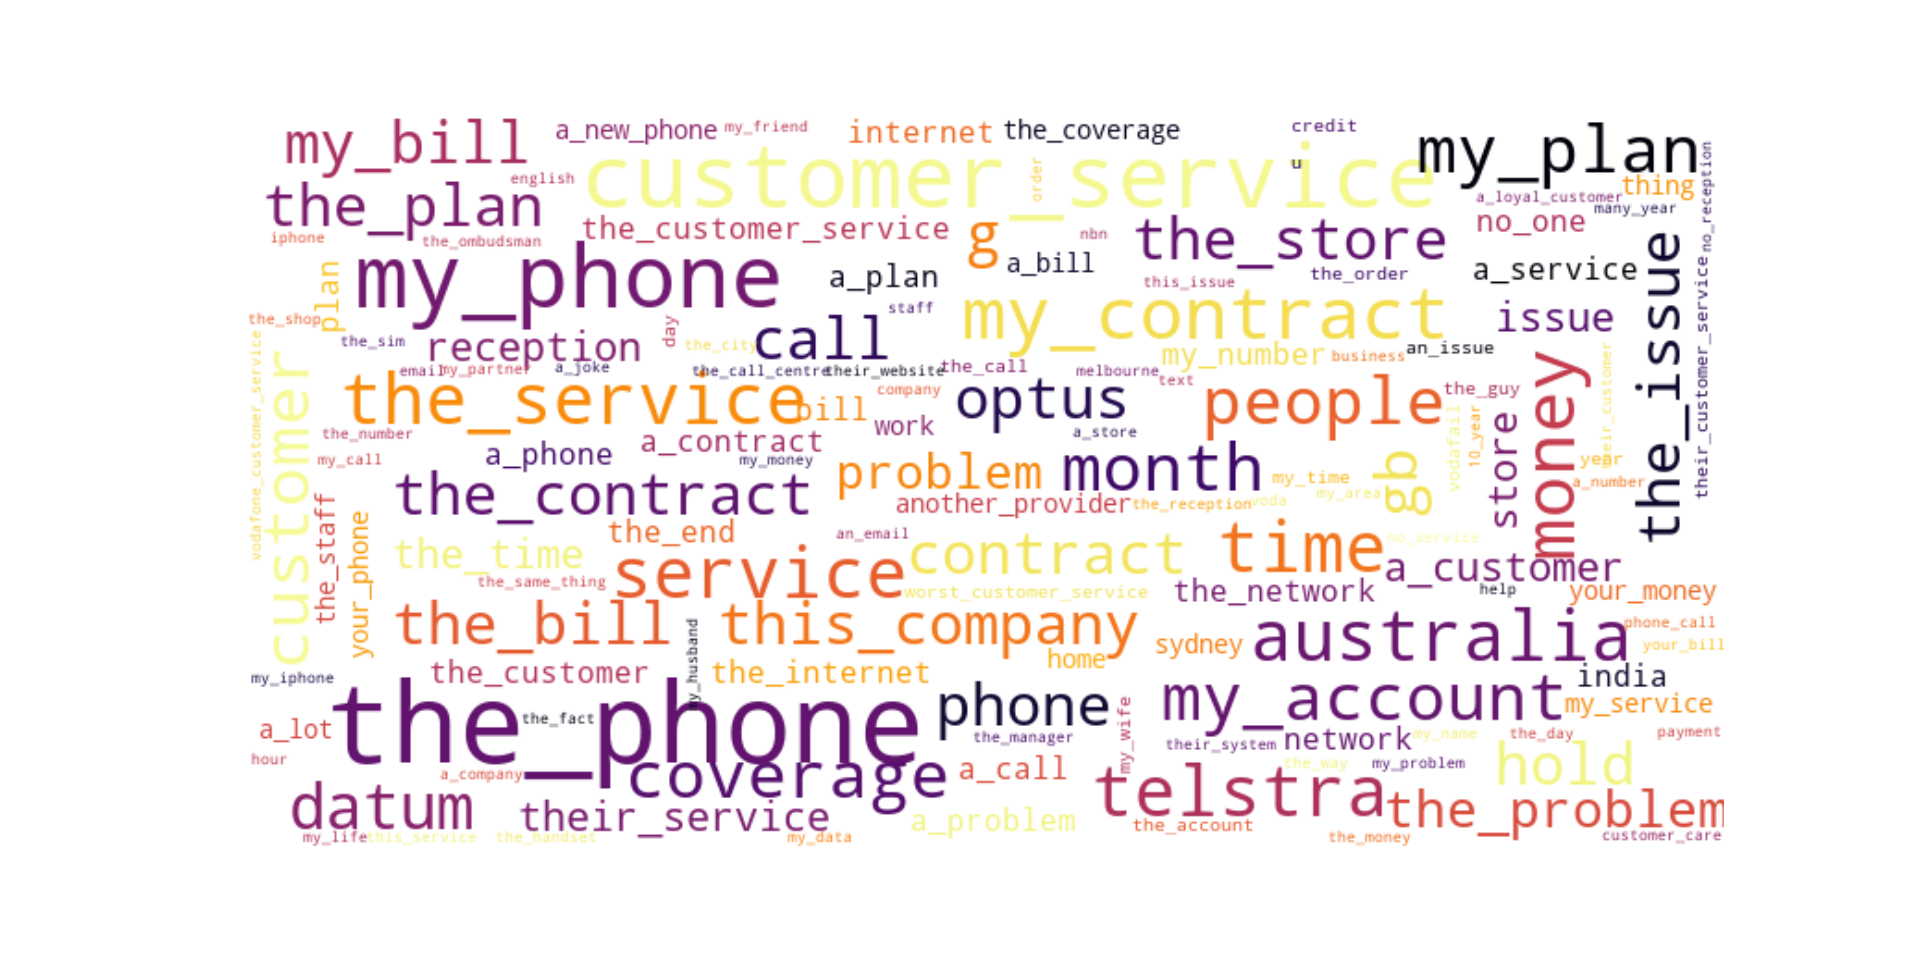 my_bill
a_new_phone
my_friend
internet
the_coverage
credit
my_plan
customer_service
english
order
u
thing
no_reception
the_plan
a_loyal_customer
many_year
iphone
the_ombudsman
the_customer_service
g
nbn
the_store
no_one
my_phone
a_plan
a_bill
this_issue
the_order
a_service
the_issue
plan
staff
my_contract
issue
the_shop
the_sim
reception
day
the_city
call
my_number
business
an_issue
their_customer_service
email
my_partner
a_joke
the_call_centre
their_website
the_call
melbourne
text
vodafone_customer_service
customer
the_service
bill
company
optus
people
the_guy
money
their_customer
the_number
a_contract
work
a_store
vodafail
10_year
store
my_call
a_phone
my_money
problem
month
my_time
gb
year
a_number
the_contract
another_provider
the_reception
voda
my_area
the_staff
your_phone
the_end
an_email
time
no_service
the_time
the_same_thing
service
contract
a_customer
worst_customer_service
the_network
help
your_money
the_bill
this_company
sydney
australia
phone_call
your_bill
my_husband
home
the_customer
the_internet
india
my_iphone
the_phone
the_fact
phone
my_account
my_service
a_lot
the_manager
my_wife
their_system
network
my_name
the_day
payment
hour
a_company
coverage
a_call
the_way
my_problem
hold
datum
their_service
a_problem
telstra
the_problem
the_account
my_life
this_service
the_handset
my_data
the_money
customer_care